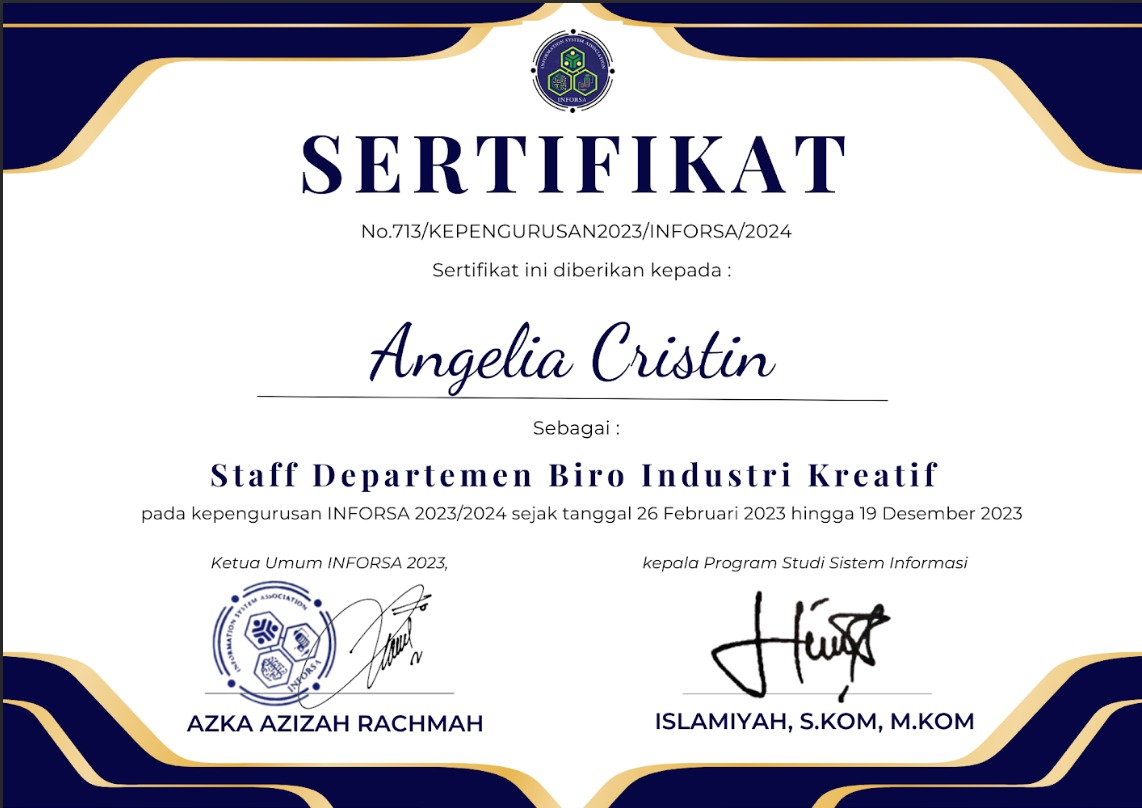 INFORMATION SYSTEM ASSOCIATION
INFORSA
SERTIFIKAT
No.713/KEPENGURUSAN2023/INFORSA/2024
Sertifikat ini diberikan kepada :
Angelia Cristin
Sebagai :
Staff Departemen Biro Industri Kreatif
pada kepengurusan INFORSA 2023/2024 sejak tanggal 26 Februari 2023 hingga 19 Desember 2023
Ketua Umum INFORSA 2023,
kepala Program Studi Sistem Informasi
INFORMATION SYSTEM ASSOCIATION
INFORSA
AZKA AZIZAH RACHMAH
ISLAMIYAH, S.KOM, M.KOM